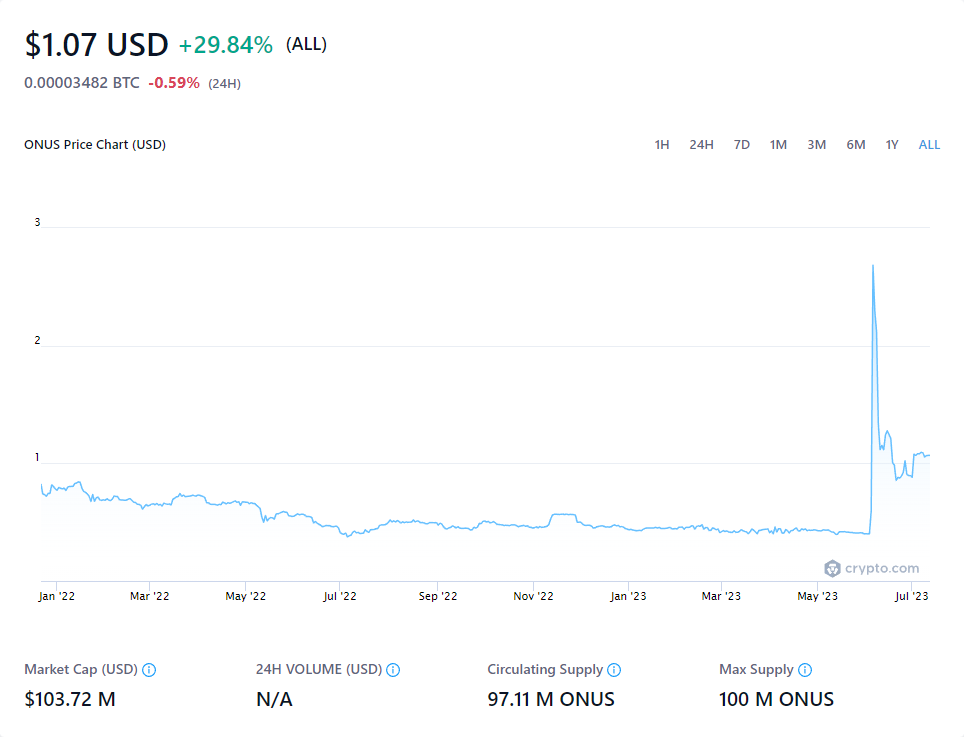 $1.07 USD +29.84% (ALL)
0.00003482 BTC -0.59% (24H)
ONUS Price Chart (USD) 1H 24H 7D 1M 3M 6M 1Y ALL
3
2
1
crypto.com
Jan '22 Mar '22 May '22 Jul '22 Sep '22 Nov '22 Jan '23 Mar '23 May '23 Jul '23
Market Cap (USD) 24H VOLUME (USD) Circulating Supply Max Supply
$103.72 M N/A 97.11 M ONUS 100 M ONUS